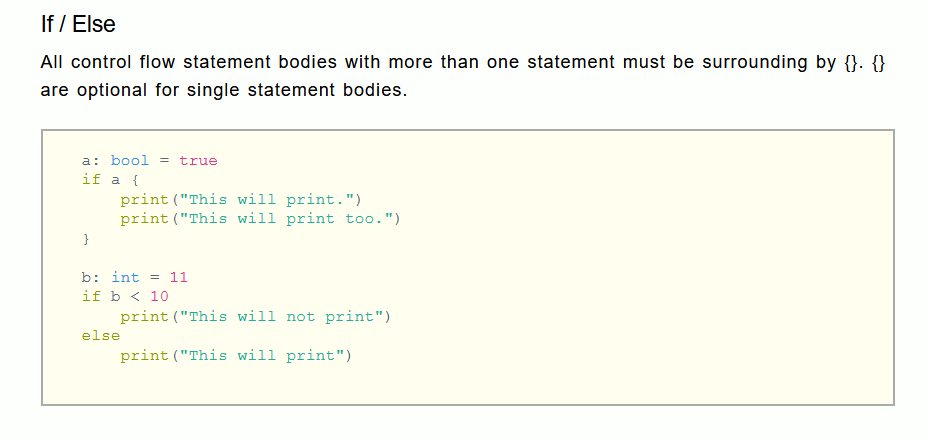 If / Else
All control flow statement bodies with more than one statement must be surrounding by {}. {}
are optional for single statement bodies.
a: bool = true
if a {
    print("This will print.")
    print("This will print too.")
}
b: int = 11
if b < 10
    print("This will not print")
else
    print("This will print")